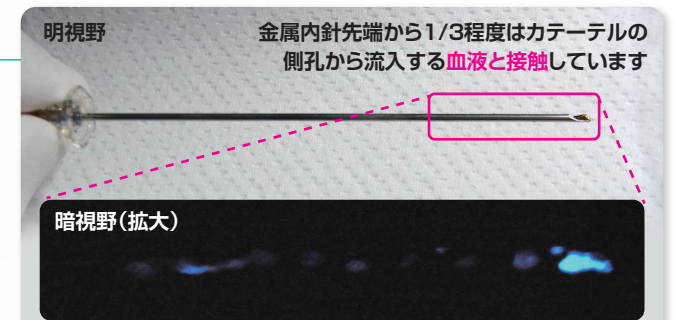 明視野
金属内針先端から1/3程度はカテーテルの
側孔から流入する血液と接触しています
暗視野（拡大）